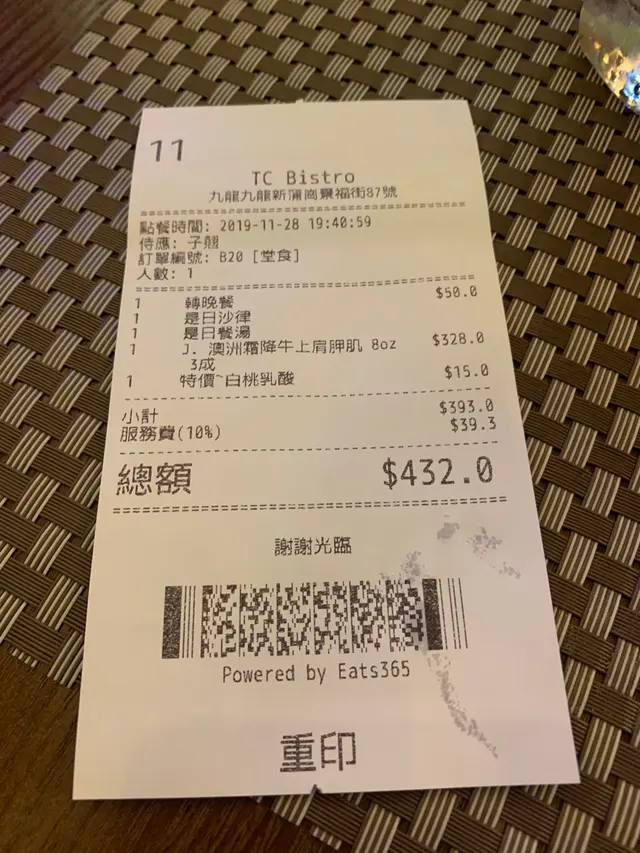 11
TC Bistro
九龍九龍新蒲崗景福街87號
點餐時間: 2019-11-28 19:40:59
侍應: 子翹
訂單編號: B20 [堂食]
人數: 1
1 轉晚餐 $50.0
1 是日沙律
1 是日餐湯
1 J. 澳洲霜降牛上肩胛肌 8oz $328.0
3成
1 特價~白桃乳酸 $15.0
小計 $393.0
服務費(10%) $39.3
總額 $432.0
謝謝光臨
Powered by Eats365
重印